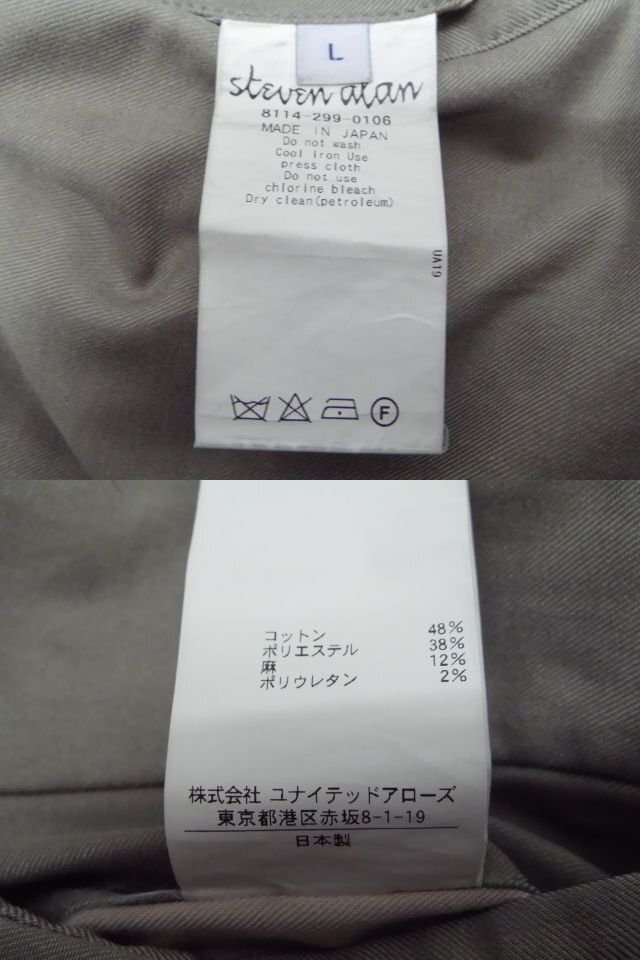 L
steven alan
8114-299-0106
MADE IN JAPAN
Do not wash
Cool iron Use
press cloth
Do not use
chlorine bleach
Dry clean(petroleum)
UA19
F
コットン 48%
ポリエステル 38%
麻 12%
ポリウレタン 2%
株式会社 ユナイテッドアローズ
東京都港区赤坂8-1-19
日本製